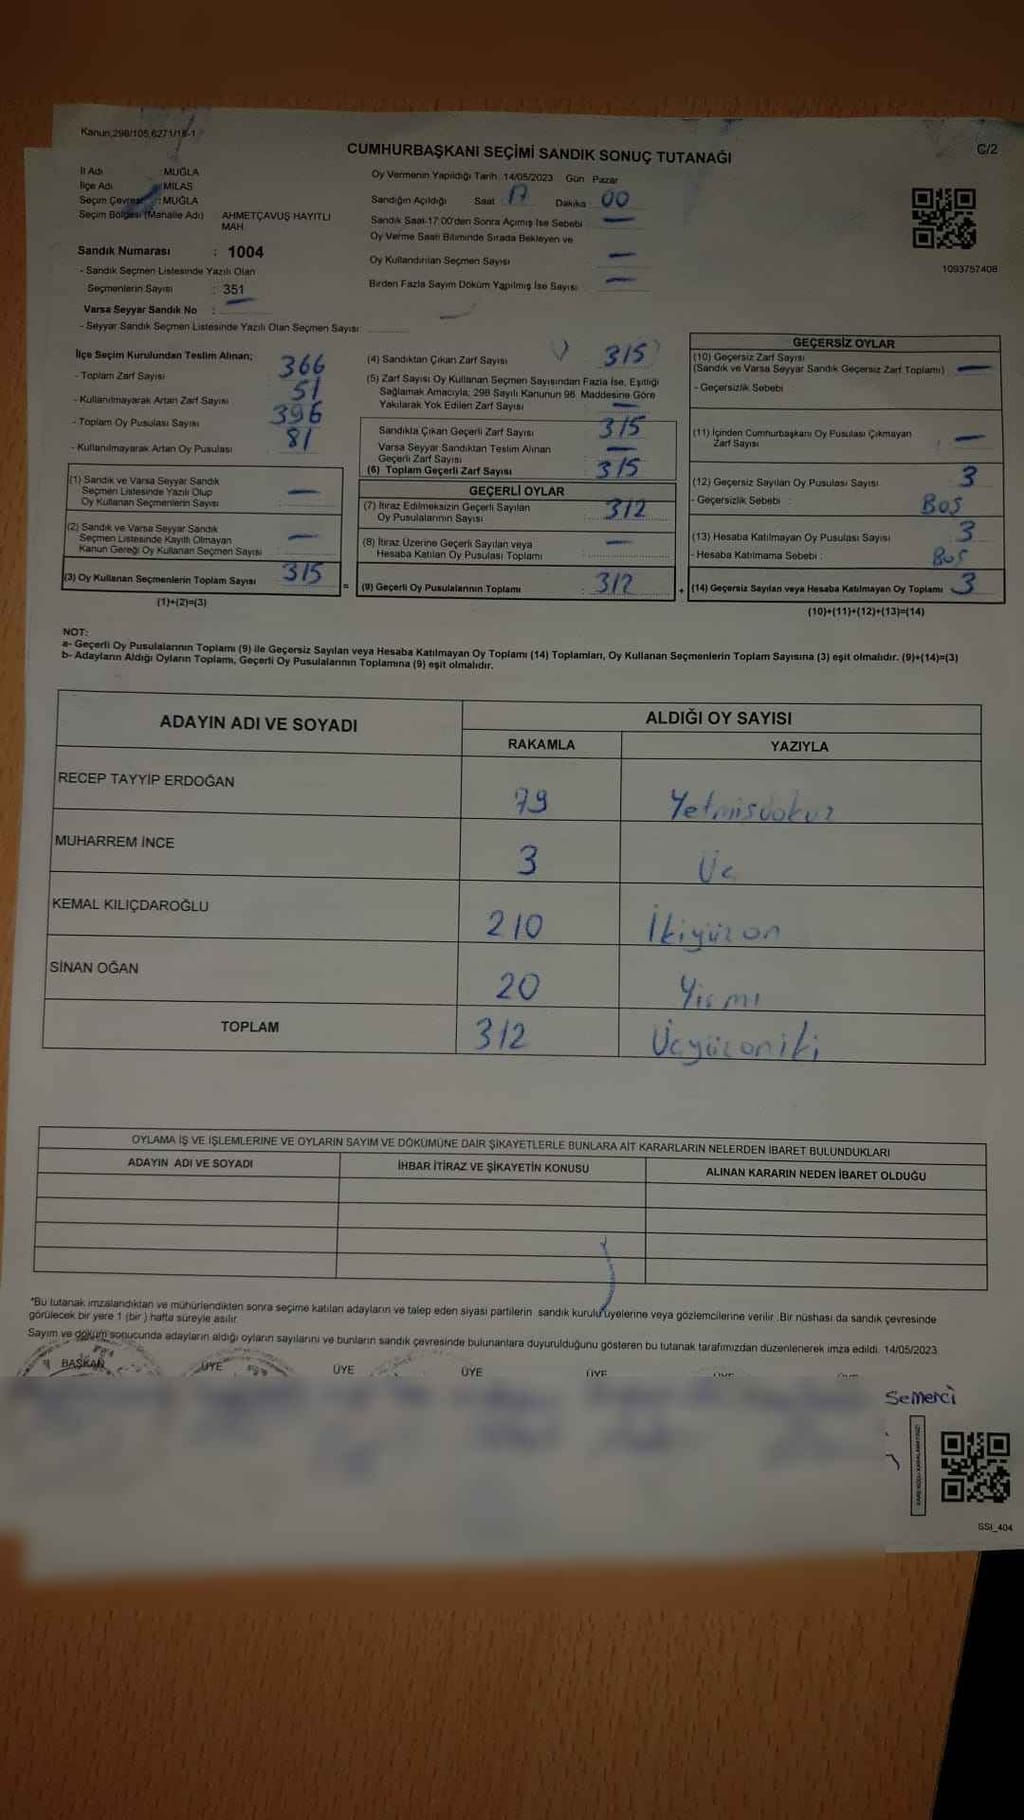 Kanun,298/105,6271/18-1
CUMHURBAŞKANI SEÇİMİ SANDIK SONUÇ TUTANAĞI
C/2
İl Adı : MUĞLA
İlçe Adı : MİLAS
Seçim Çevresi : MUĞLA
Seçim Bölgesi (Mahalle Adı) AHMETÇAVUŞ HAYITLI
MAH
Sandık Numarası : 1004
- Sandık Seçmen Listesinde Yazılı Olan
Seçmenlerin Sayısı : 351
Varsa Seyyar Sandık No :
- Seyyar Sandık Seçmen Listesinde Yazılı Olan Seçmen Sayısı:
Oy Vermenin Yapıldığı Tarih :14/05/2023 Gün Pazar
Sandığın Açıldığı Saat : 17 Dakika : 00
Sandık Saat 17:00'den Sonra Açımış İse Sebebi —
Oy Verme Saati Bitiminde Sırada Bekleyen ve
Oy Kullandırılan Seçmen Sayısı —
Birden Fazla Sayım Döküm Yapılmış İse Sayısı —
1093757408
İlçe Seçim Kurulundan Teslim Alınan;
- Toplam Zarf Sayısı 366
- Kullanılmayarak Artan Zarf Sayısı 51
- Toplam Oy Pusulası Sayısı 396
- Kullanılmayarak Artan Oy Pusulası 81
(1) Sandık ve Varsa Seyyar Sandık
Seçmen Listesinde Yazılı Olup
Oy Kullanan Seçmenlerin Sayısı —
(2) Sandık ve Varsa Seyyar Sandık
Seçmen Listesinde Kayıtlı Olmayan
Kanun Gereği Oy Kullanan Seçmen Sayısı —
(3) Oy Kullanan Seçmenlerin Toplam Sayısı 315
(1)+(2)=(3)
(4) Sandıktan Çıkan Zarf Sayısı 315
(5) Zarf Sayısı Oy Kullanan Seçmen Sayısından Fazla İse, Eşitliği
Sağlamak Amacıyla, 298 Sayılı Kanunun 98. Maddesine Göre
Yakılarak Yok Edilen Zarf Sayısı —
Sandıkta Çıkan Geçerli Zarf Sayısı 315
Varsa Seyyar Sandıktan Teslim Alınan
Geçerli Zarf Sayısı —
(6) Toplam Geçerli Zarf Sayısı 315
GEÇERLİ OYLAR
(7) İtiraz Edilmeksizin Geçerli Sayılan
Oy Pusulalarının Sayısı 312
(8) İtiraz Üzerine Geçerli Sayılan veya
Hesaba Katılan Oy Pusulası Toplamı —
= (9) Geçerli Oy Pusulalarının Toplamı : 312
GEÇERSİZ OYLAR
(10) Geçersiz Zarf Sayısı
(Sandık ve Varsa Seyyar Sandık Geçersiz Zarf Toplamı) —
- Geçersizlik Sebebi
(11) İçinden Cumhurbaşkanı Oy Pusulası Çıkmayan
Zarf Sayısı —
(12) Geçersiz Sayılan Oy Pusulası Sayısı 3
- Geçersizlik Sebebi : BOŞ
(13) Hesaba Katılmayan Oy Pusulası Sayısı 3
- Hesaba Katılmama Sebebi : Boş
+ (14) Geçersiz Sayılan veya Hesaba Katılmayan Oy Toplamı 3
(10)+(11)+(12)+(13)=(14)
NOT:
a- Geçerli Oy Pusulalarının Toplamı (9) ile Geçersiz Sayılan veya Hesaba Katılmayan Oy Toplamı (14) Toplamları, Oy Kullanan Seçmenlerin Toplam Sayısına (3) eşit olmalıdır. (9)+(14)=(3)
b- Adayların Aldığı Oyların Toplamı, Geçerli Oy Pusulalarının Toplamına (9) eşit olmalıdır.
ADAYIN ADI VE SOYADI ALDIĞI OY SAYISI
RAKAMLA YAZIYLA
RECEP TAYYİP ERDOĞAN 79 Yetmişdokuz
MUHARREM İNCE 3 Üç
KEMAL KILIÇDAROĞLU 210 İkiyüzon
SİNAN OĞAN 20 Yirmi
TOPLAM 312 Üçyüzoniki
OYLAMA İŞ VE İŞLEMLERİNE VE OYLARIN SAYIM VE DÖKÜMÜNE DAİR ŞİKAYETLERLE BUNLARA AİT KARARLARIN NELERDEN İBARET BULUNDUKLARI
ADAYIN ADI VE SOYADI İHBAR İTİRAZ VE ŞİKAYETİN KONUSU ALINAN KARARIN NEDEN İBARET OLDUĞU
*Bu tutanak imzalandıktan ve mühürlendikten sonra seçime katılan adayların ve talep eden siyasi partilerin sandık kurulu üyelerine veya gözlemcilerine verilir .Bir nüshası da sandık çevresinde
görülecek bir yere 1 (bir ) hafta süreyle asılır.
Sayım ve döküm sonucunda adayların aldığı oyların sayılarını ve bunların sandık çevresinde bulunanlara duyurulduğunu gösteren bu tutanak tarafımızdan düzenlenerek imza edildi. 14/05/2023
BAŞKAN ÜYE ÜYE ÜYE ÜYE
Semerci
SSI_404